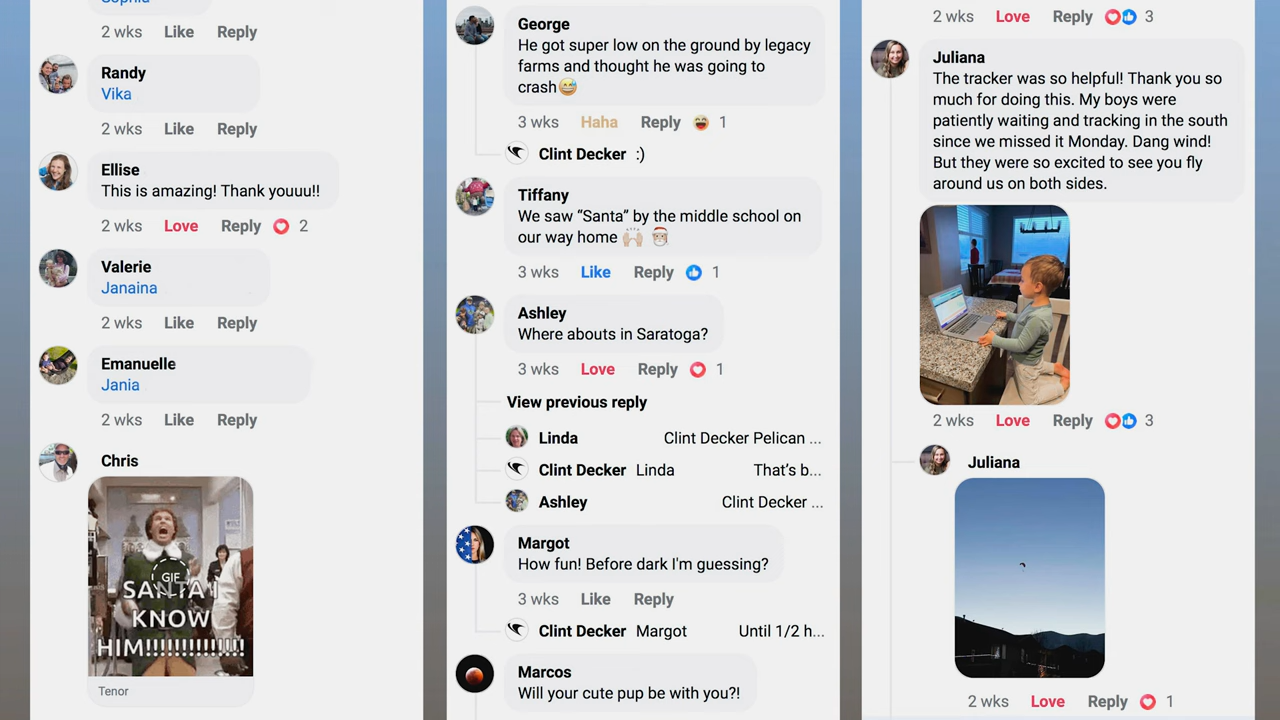 Sophia
2 wks Like Reply
Randy
Vika
2 wks Like Reply
Ellise
This is amazing! Thank youuu!!
2 wks Love Reply 2
Valerie
Janaina
2 wks Like Reply
Emanuelle
Jania
2 wks Like Reply
Chris
GIF
SANTA! I
KNOW
HIM!!!!!!!!!!!!!!
Tenor
George
He got super low on the ground by legacy
farms and thought he was going to
crash😅
3 wks Haha Reply 1
Clint Decker :)
Tiffany
We saw “Santa” by the middle school on
our way home 🙌🏻 🎅🏻
3 wks Like Reply 1
Ashley
Where abouts in Saratoga?
3 wks Love Reply 1
View previous reply
Linda Clint Decker Pelican ...
Clint Decker Linda That’s b...
Ashley Clint Decker ...
Margot
How fun! Before dark I'm guessing?
3 wks Like Reply
Clint Decker Margot Until 1/2 h...
Marcos
Will your cute pup be with you?!
2 wks Love Reply 3
Juliana
The tracker was so helpful! Thank you so
much for doing this. My boys were
patiently waiting and tracking in the south
since we missed it Monday. Dang wind!
But they were so excited to see you fly
around us on both sides.
2 wks Love Reply 3
Juliana
2 wks Love Reply 1